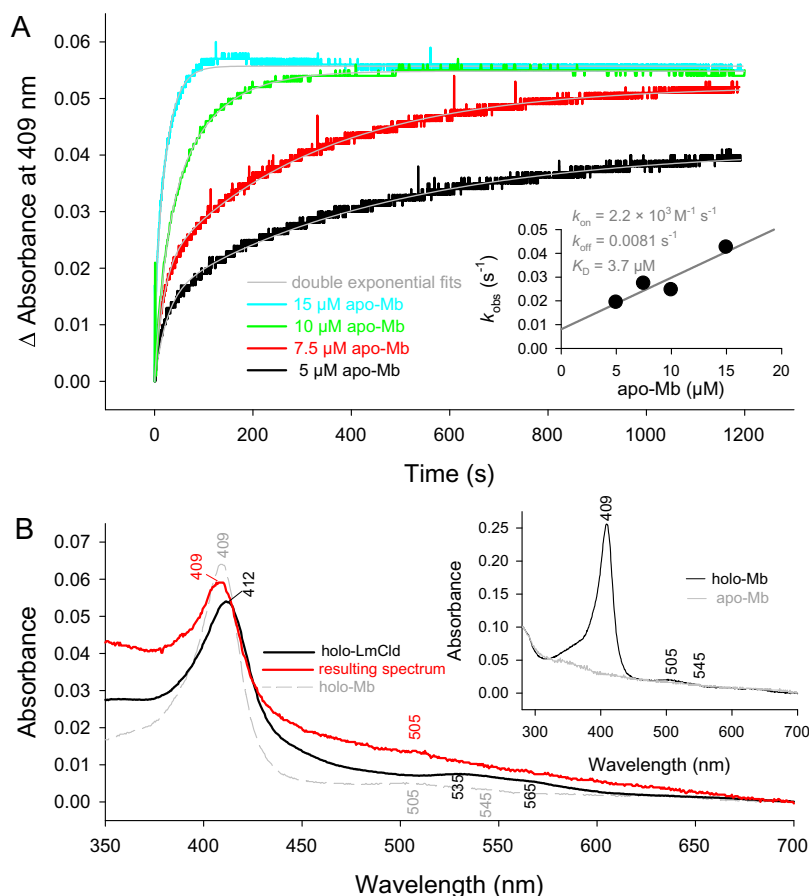 A
Δ Absorbance at 409 nm
0.06
0.05
0.04
0.03
0.02
0.01
0.00
double exponential fits
15 µM apo-Mb
10 µM apo-Mb
7.5 µM apo-Mb
5 µM apo-Mb
kon = 2.2 × 10³ M⁻¹ s⁻¹
koff = 0.0081 s⁻¹
KD = 3.7 µM
kobs (s⁻¹)
0.05
0.04
0.03
0.02
0.01
0.00
0 5 10 15 20
apo-Mb (µM)
0 200 400 600 800 1000 1200
Time (s)
B
Absorbance
0.07
0.06
0.05
0.04
0.03
0.02
0.01
0.00
409
409
412
holo-LmCld
resulting spectrum
holo-Mb
505
505
535
545
565
350 400 450 500 550 600 650 700
Wavelength (nm)
Absorbance
0.25
0.20
0.15
0.10
0.05
0.00
409
holo-Mb
apo-Mb
505
545
300 400 500 600 700
Wavelength (nm)